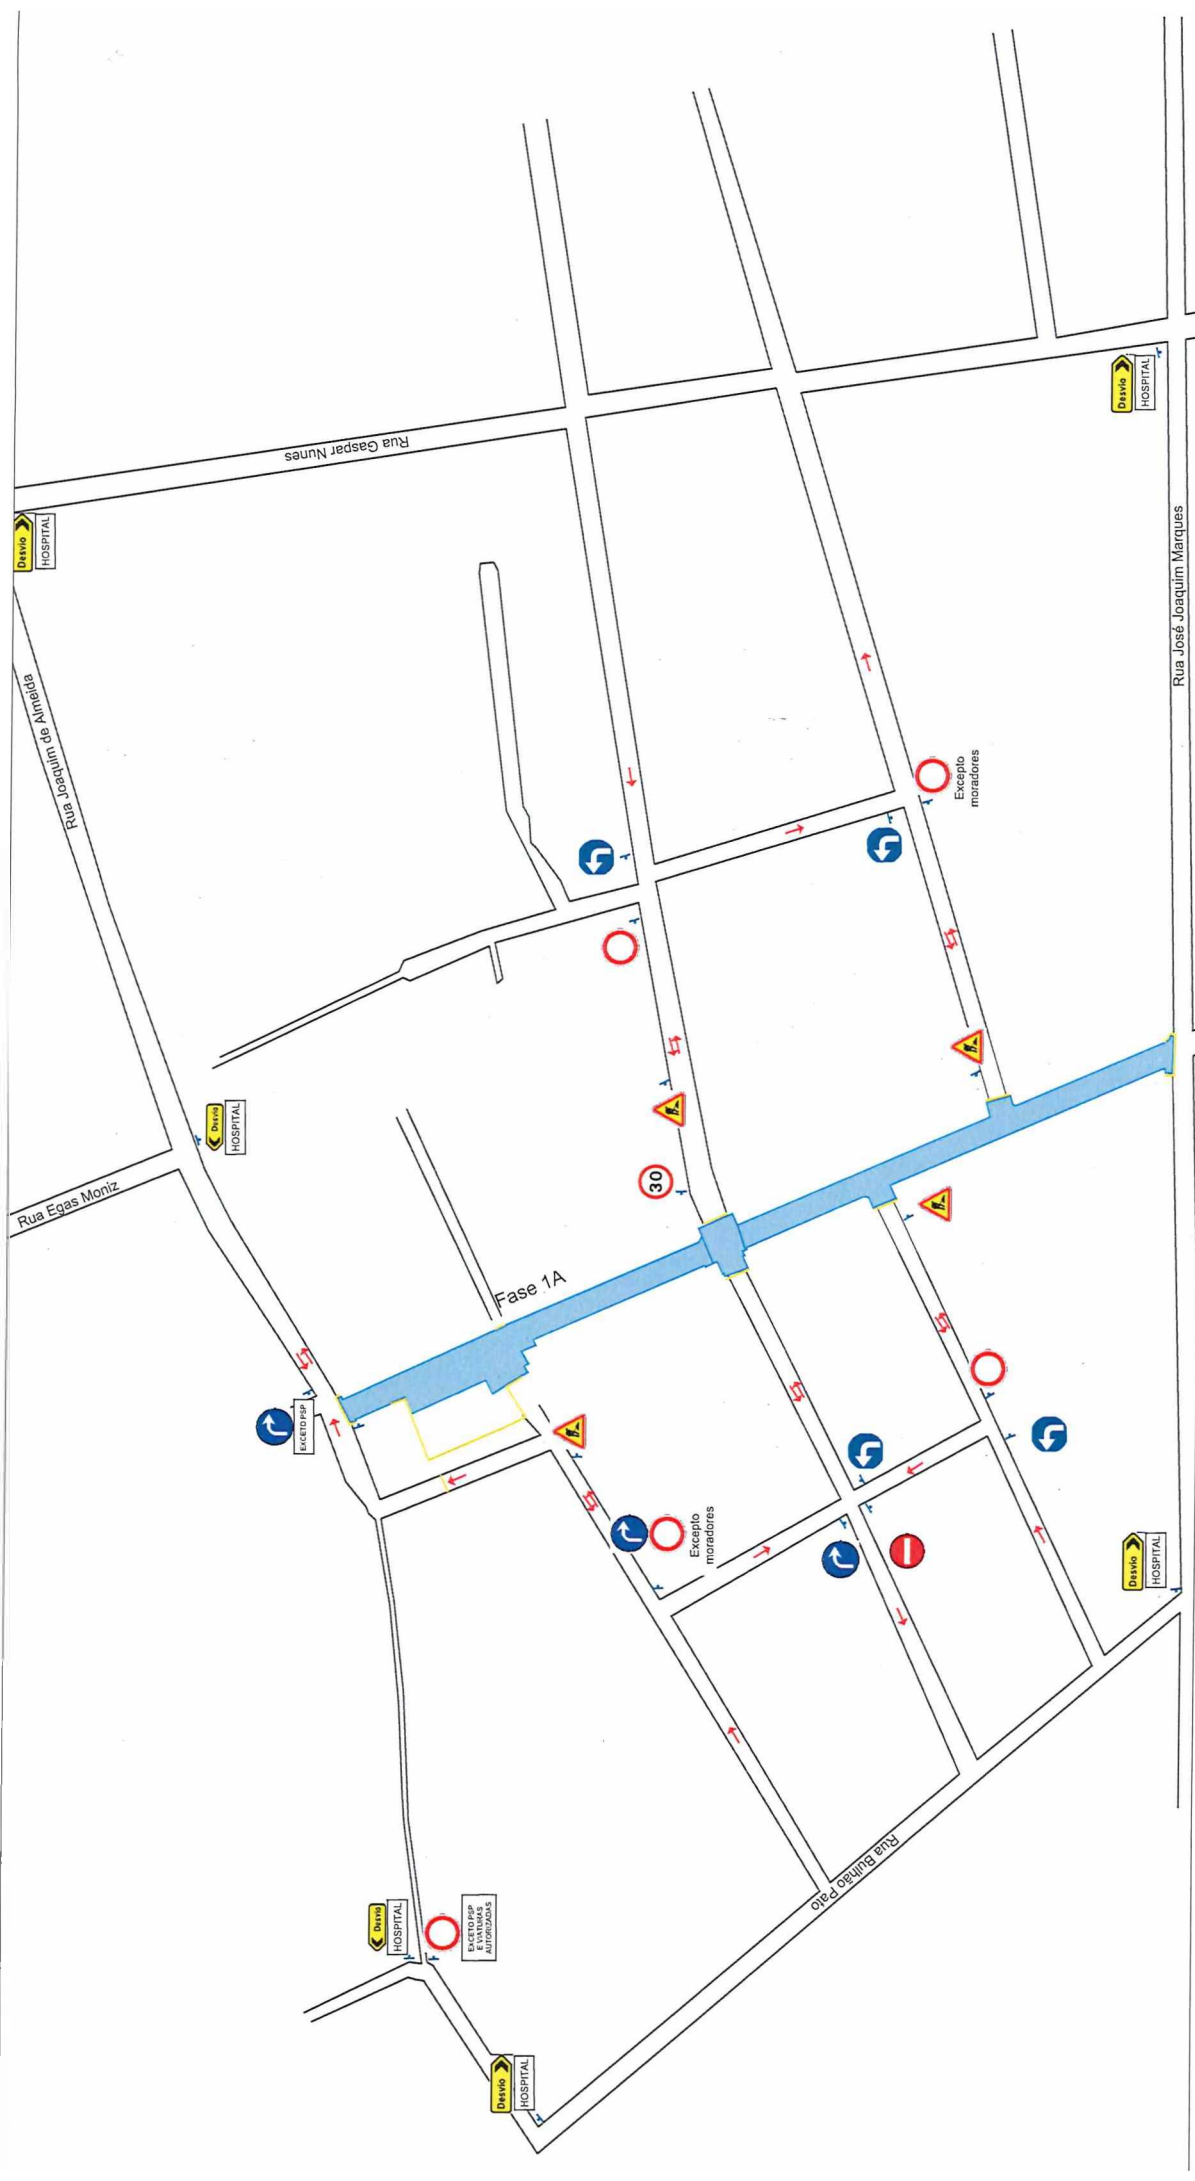 Rua Gaspar Nunes
Desvio
HOSPITAL
Rua Joaquim de Almeida
Desvio
HOSPITAL
Rua José Joaquim Marques
Excepto
moradores
Desvio
HOSPITAL
Rua Egas Moniz
30
Fase 1A
EXCETO PSP
Excepto
moradores
Desvio
HOSPITAL
Rua Bulhão Pato
Desvio
HOSPITAL
EXCETO PSP
E VIATURAS
AUTORIZADAS
Desvio
HOSPITAL